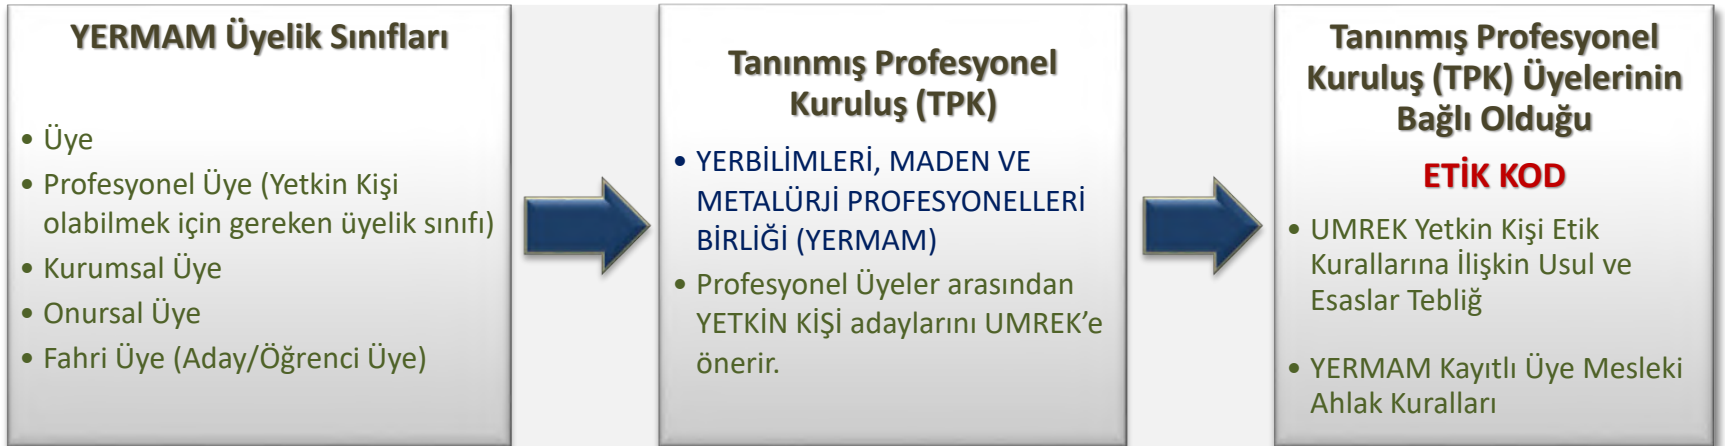 YERMAM Üyelik Sınıfları
• Üye
• Profesyonel Üye (Yetkin Kişi
olabilmek için gereken üyelik sınıfı)
• Kurumsal Üye
• Onursal Üye
• Fahri Üye (Aday/Öğrenci Üye)
Tanınmış Profesyonel
Kuruluş (TPK)
• YERBİLİMLERİ, MADEN VE
METALÜRJİ PROFESYONELLERİ
BİRLİĞİ (YERMAM)
• Profesyonel Üyeler arasından
YETKİN KİŞİ adaylarını UMREK’e
önerir.
Tanınmış Profesyonel
Kuruluş (TPK) Üyelerinin
Bağlı Olduğu
ETİK KOD
• UMREK Yetkin Kişi Etik
Kurallarına İlişkin Usul ve
Esaslar Tebliğ
• YERMAM Kayıtlı Üye Mesleki
Ahlak Kuralları